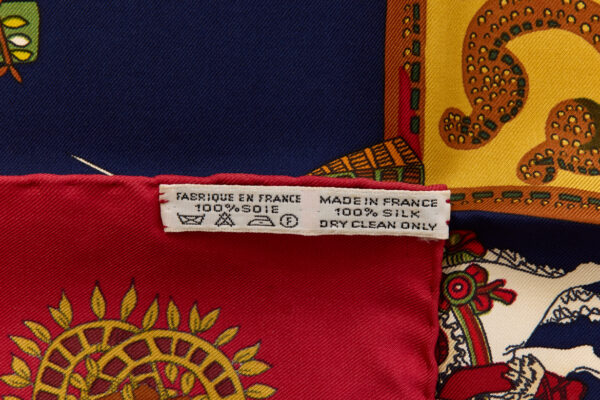 FABRIQUE EN FRANCE
100% SOIE
F
MADE IN FRANCE
100% SILK
DRY CLEAN ONLY